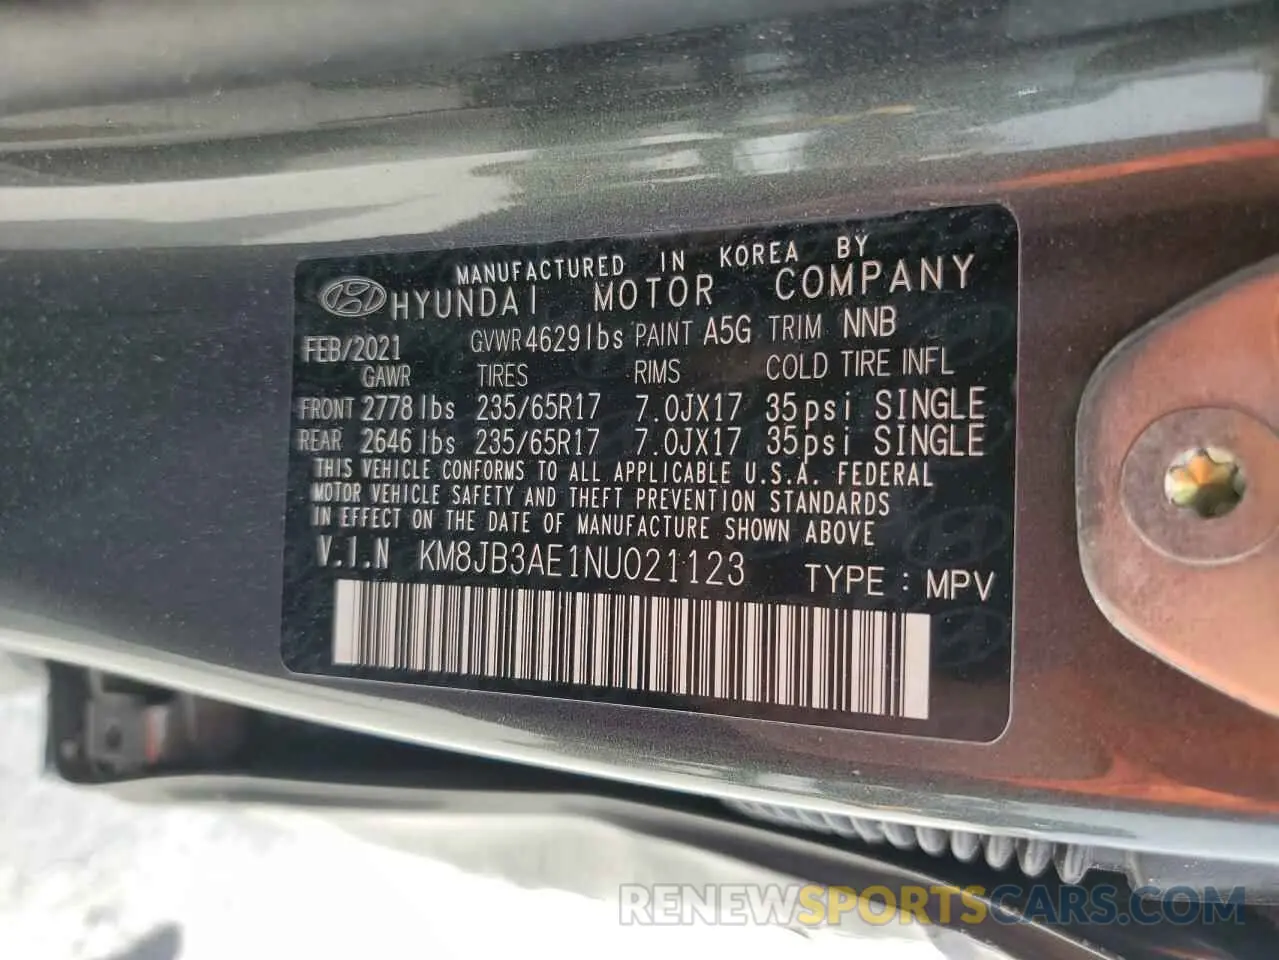 MANUFACTURED IN KOREA BY
HYUNDAI MOTOR COMPANY
FEB/2021 GVWR 4629lbs PAINT A5G TRIM NNB
GAWR TIRES RIMS COLD TIRE INFL
FRONT 2778lbs 235/65R17 7.0JX17 35psi SINGLE
REAR 2646lbs 235/65R17 7.0JX17 35psi SINGLE
THIS VEHICLE CONFORMS TO ALL APPLICABLE U.S.A. FEDERAL
MOTOR VEHICLE SAFETY AND THEFT PREVENTION STANDARDS
IN EFFECT ON THE DATE OF MANUFACTURE SHOWN ABOVE
V.I.N KM8JB3AE1NU021123 TYPE : MPV
RENEWSPORTSCARS.COM